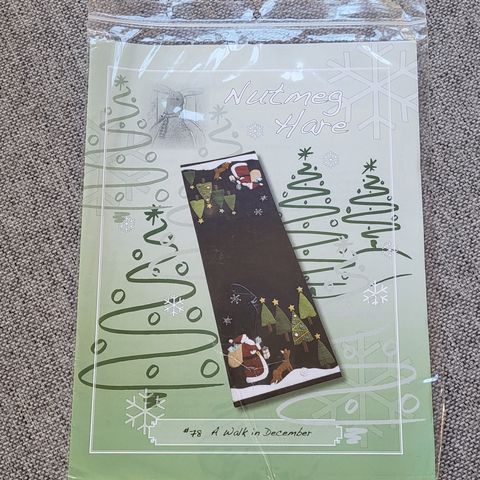 Nutmeg
Hare
#78 A Walk in December